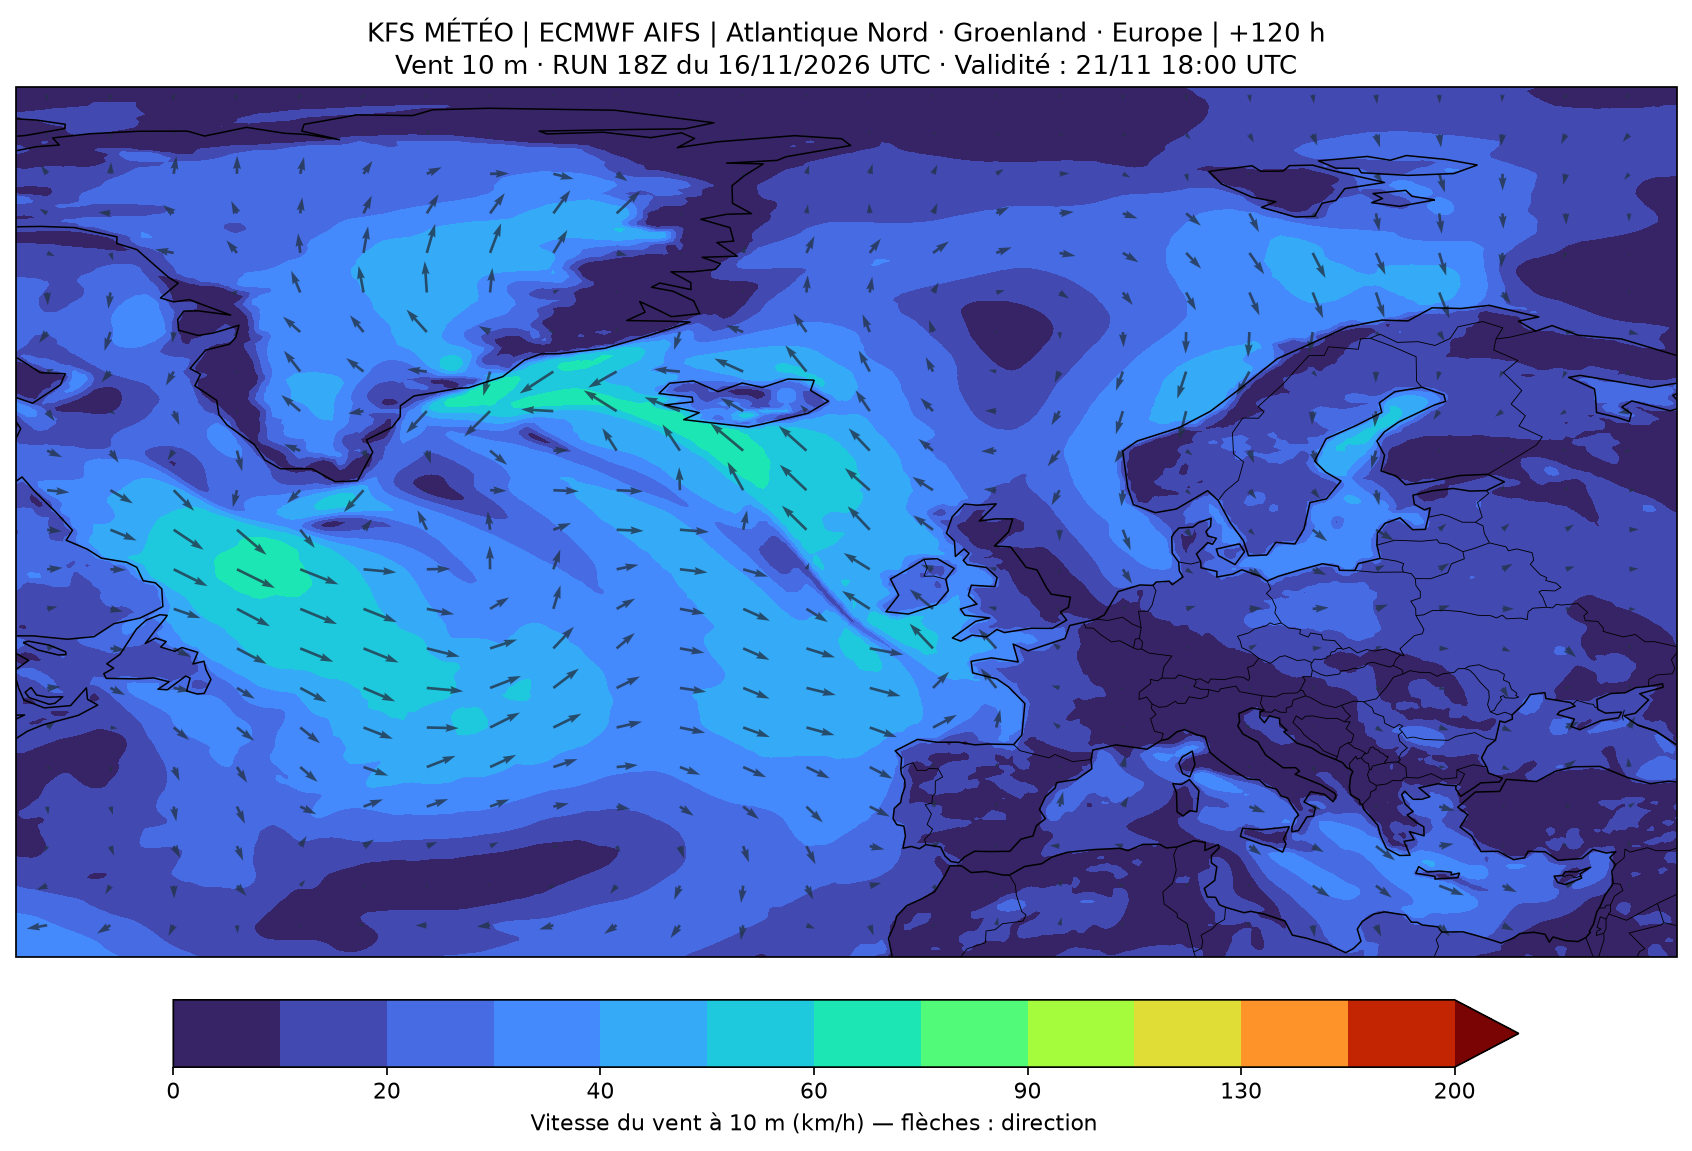 KFS MÉTÉO | ECMWF AIFS | Atlantique Nord · Groenland · Europe | +120 h
Vent 10 m · RUN 18Z du 16/11/2026 UTC · Validité : 21/11 18:00 UTC
0 20 40 60 90 130 200
Vitesse du vent à 10 m (km/h) — flèches : direction